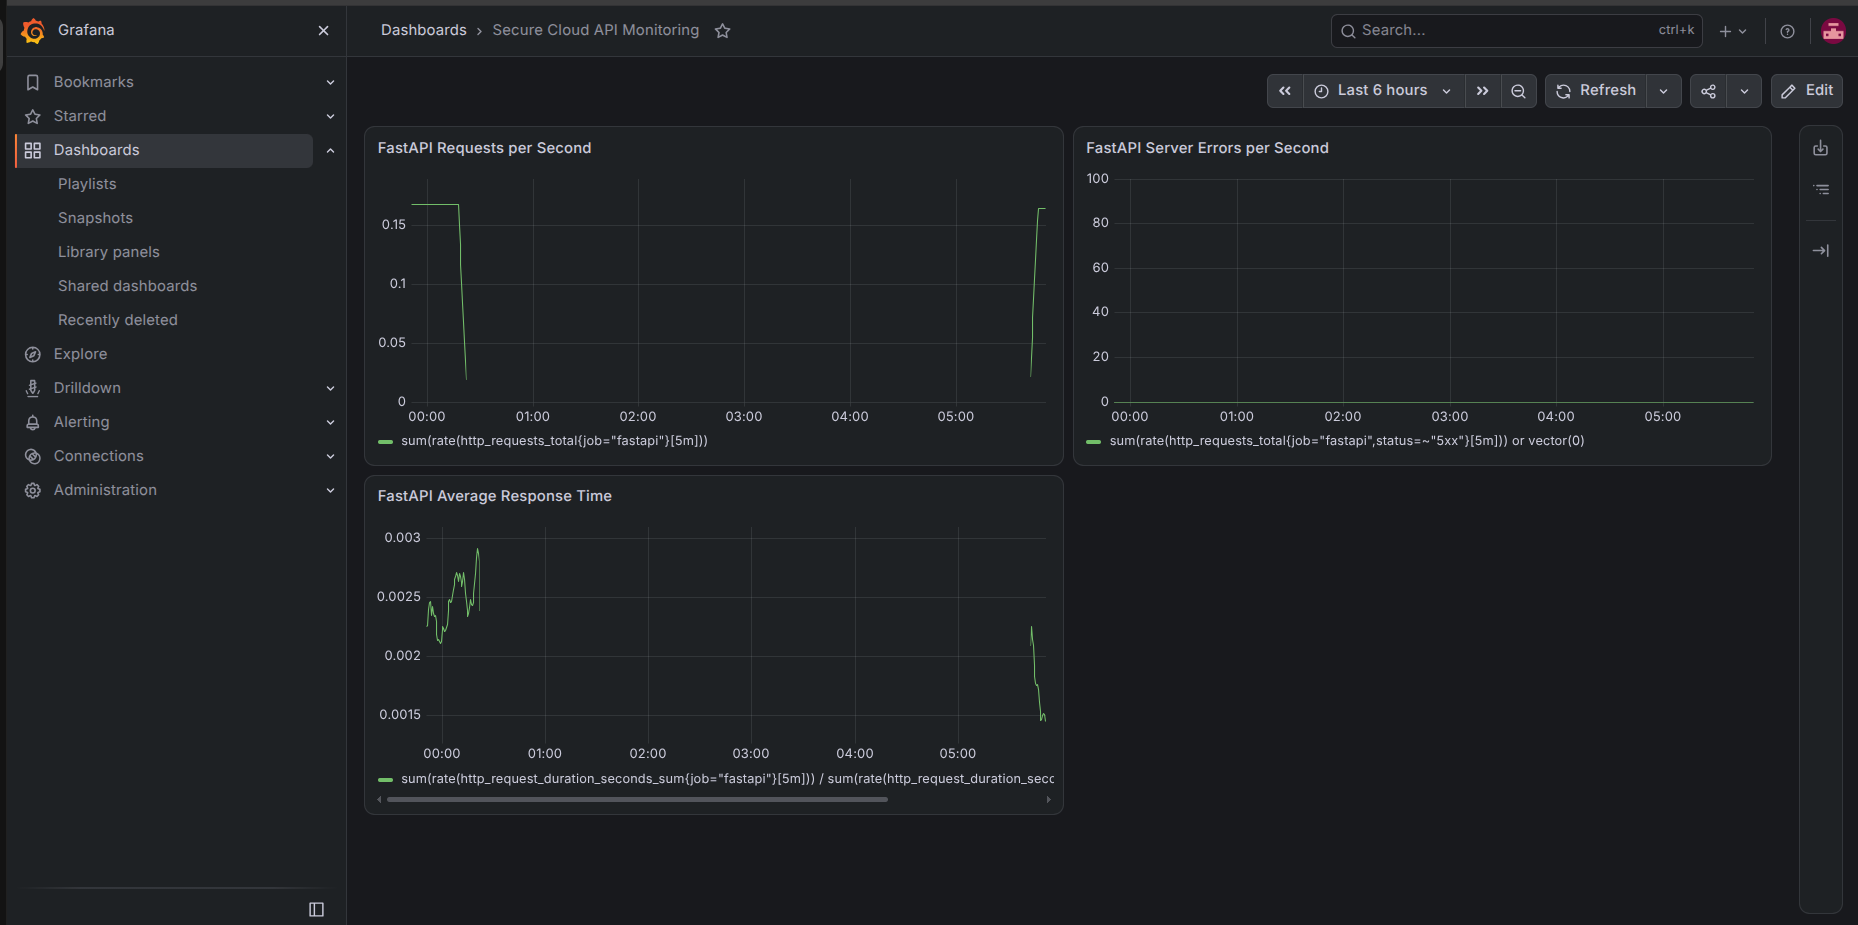 Grafana
Dashboards › Secure Cloud API Monitoring
Search...
ctrl+k
Bookmarks
Starred
Dashboards
Playlists
Snapshots
Library panels
Shared dashboards
Recently deleted
Explore
Drilldown
Alerting
Connections
Administration
Last 6 hours
Refresh
Edit
FastAPI Requests per Second
0.15
0.1
0.05
0
00:00 01:00 02:00 03:00 04:00 05:00
sum(rate(http_requests_total{job="fastapi"}[5m]))
FastAPI Server Errors per Second
100
80
60
40
20
0
00:00 01:00 02:00 03:00 04:00 05:00
sum(rate(http_requests_total{job="fastapi",status=~"5xx"}[5m])) or vector(0)
FastAPI Average Response Time
0.003
0.0025
0.002
0.0015
00:00 01:00 02:00 03:00 04:00 05:00
sum(rate(http_request_duration_seconds_sum{job="fastapi"}[5m])) / sum(rate(http_request_duration_secc